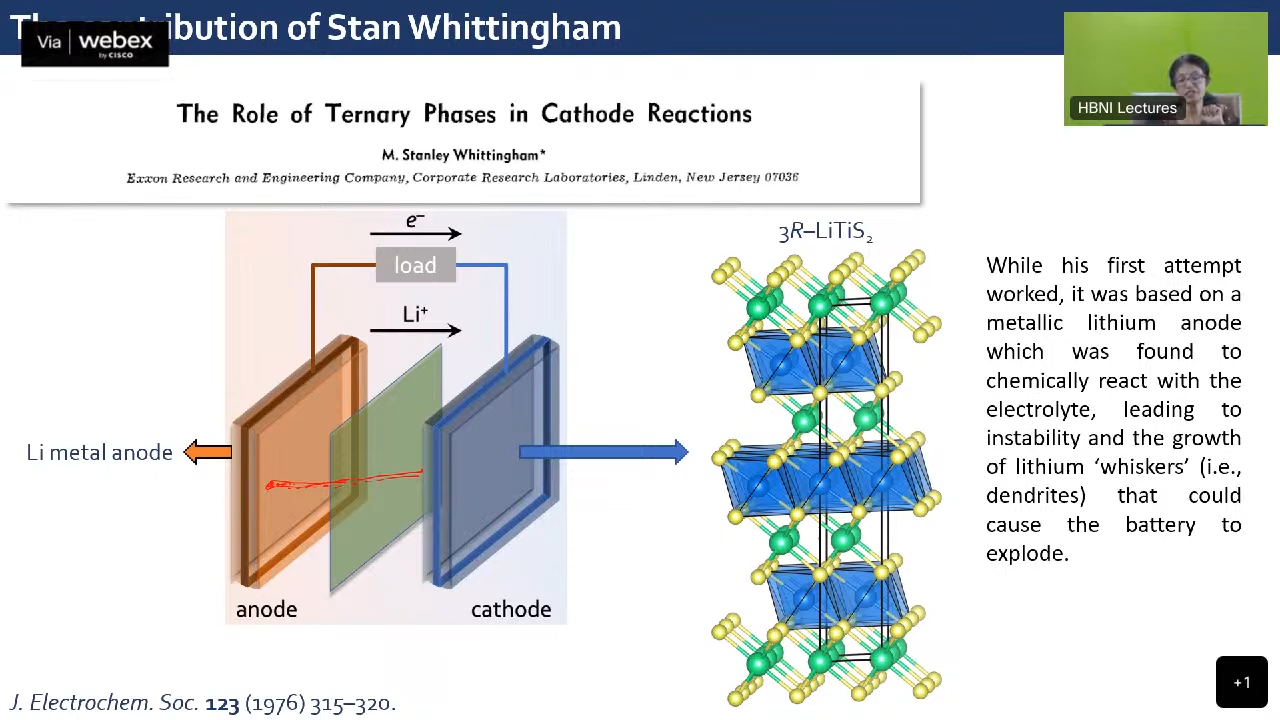 The contribution of Stan Whittingham
Via webex
by CISCO
HBNI Lectures
The Role of Ternary Phases in Cathode Reactions
M. Stanley Whittingham*
Exxon Research and Engineering Company, Corporate Research Laboratories, Linden, New Jersey 07036
e⁻
load
Li⁺
Li metal anode
anode
cathode
3R–LiTiS₂
While his first attempt
worked, it was based on a
metallic lithium anode
which was found to
chemically react with the
electrolyte, leading to
instability and the growth
of lithium ‘whiskers’ (i.e.,
dendrites) that could
cause the battery to
explode.
J. Electrochem. Soc. 123 (1976) 315–320.
+1